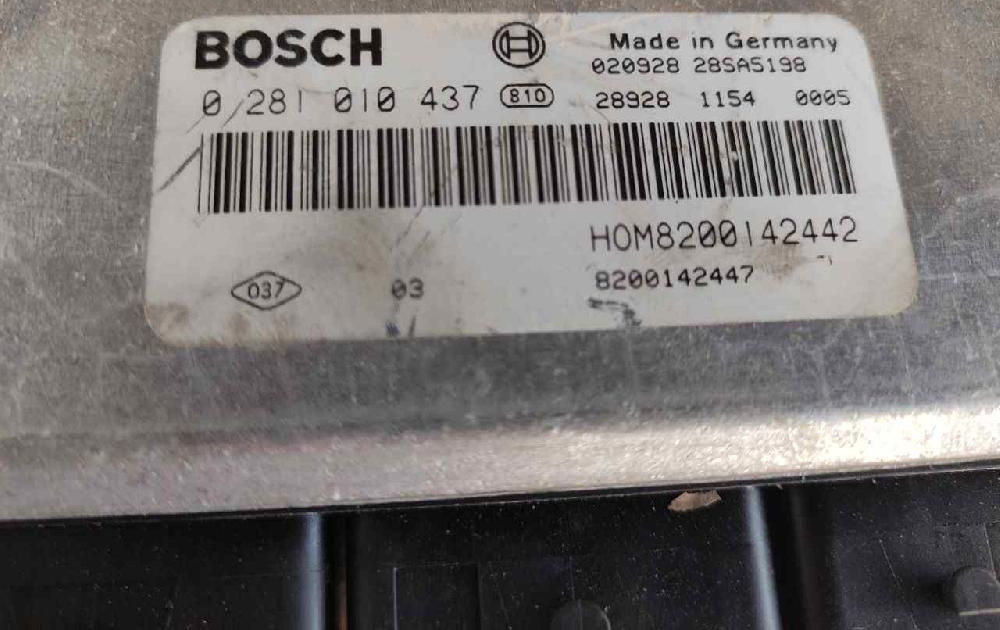 BOSCH
Made in Germany
020928 28SA5198
0 281 010 437 810 28928 1154 0005
HOM8200142442
8200142447
037 03